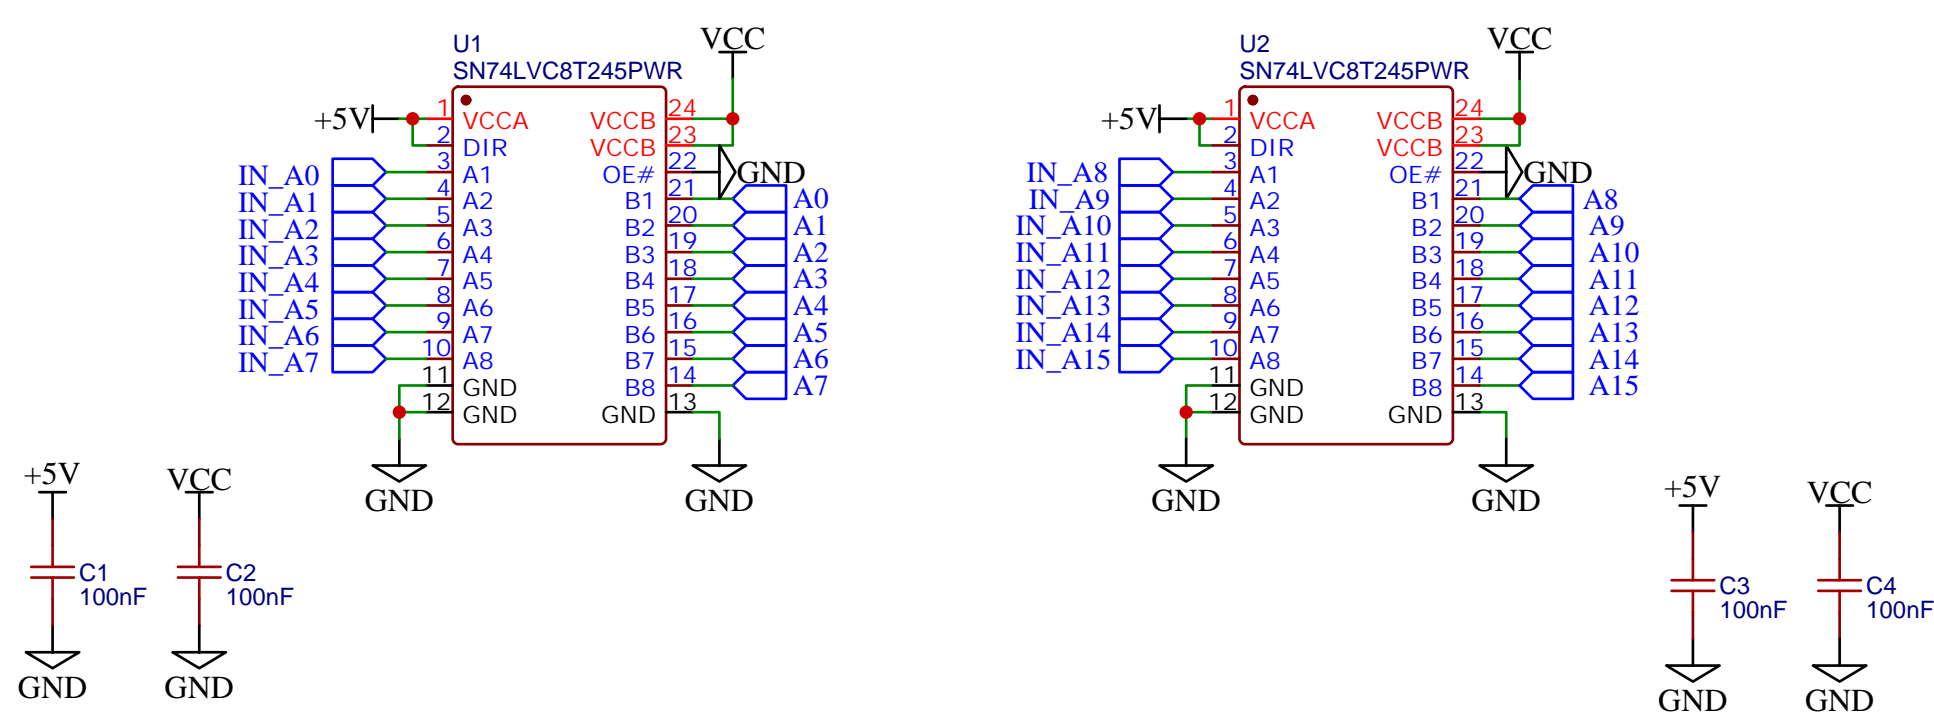 U1
SN74LVC8T245PWR
VCC
+5V
1 VCCA VCCB 24
2 DIR VCCB 23
IN_A0 3 A1 OE# 22 GND
IN_A1 4 A2 B1 21 A0
IN_A2 5 A3 B2 20 A1
IN_A3 6 A4 B3 19 A2
IN_A4 7 A5 B4 18 A3
IN_A5 8 A6 B5 17 A4
IN_A6 9 A7 B6 16 A5
IN_A7 10 A8 B7 15 A6
11 GND B8 14 A7
12 GND GND 13
GND GND
U2
SN74LVC8T245PWR
VCC
+5V
1 VCCA VCCB 24
2 DIR VCCB 23
IN_A8 3 A1 OE# 22 GND
IN_A9 4 A2 B1 21 A8
IN_A10 5 A3 B2 20 A9
IN_A11 6 A4 B3 19 A10
IN_A12 7 A5 B4 18 A11
IN_A13 8 A6 B5 17 A12
IN_A14 9 A7 B6 16 A13
IN_A15 10 A8 B7 15 A14
11 GND B8 14 A15
12 GND GND 13
GND GND
+5V
C1
100nF
GND
VCC
C2
100nF
GND
+5V
C3
100nF
GND
VCC
C4
100nF
GND